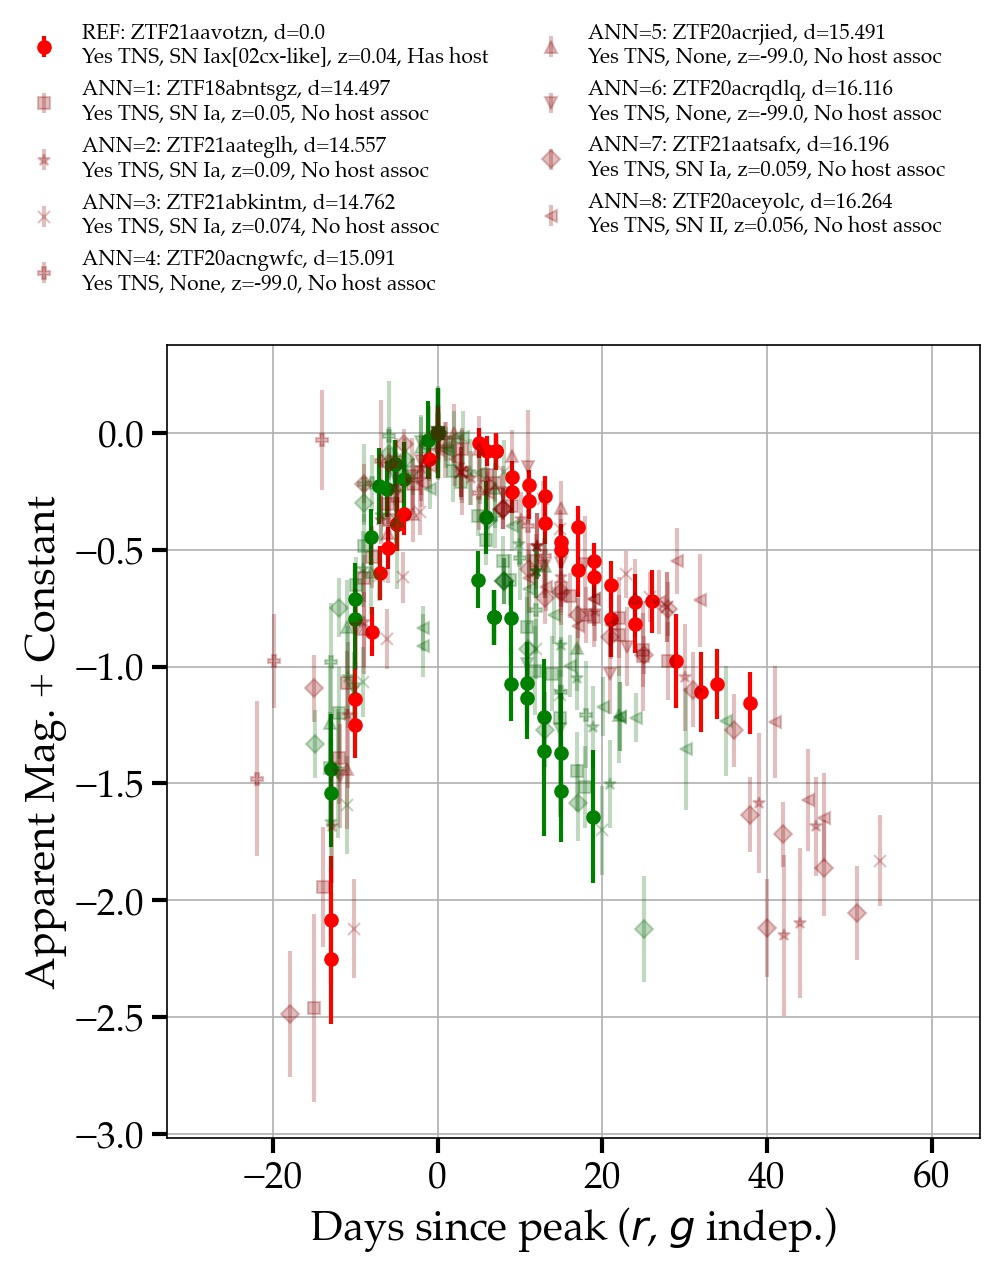 REF: ZTF21aavotzn, d=0.0
Yes TNS, SN Iax[02cx-like], z=0.04, Has host
ANN=1: ZTF18abntsgz, d=14.497
Yes TNS, SN Ia, z=0.05, No host assoc
ANN=2: ZTF21aateglh, d=14.557
Yes TNS, SN Ia, z=0.09, No host assoc
ANN=3: ZTF21abkintm, d=14.762
Yes TNS, SN Ia, z=0.074, No host assoc
ANN=4: ZTF20acngwfc, d=15.091
Yes TNS, None, z=-99.0, No host assoc
ANN=5: ZTF20acrjied, d=15.491
Yes TNS, None, z=-99.0, No host assoc
ANN=6: ZTF20acrqdlq, d=16.116
Yes TNS, None, z=-99.0, No host assoc
ANN=7: ZTF21aatsafx, d=16.196
Yes TNS, SN Ia, z=0.059, No host assoc
ANN=8: ZTF20aceyolc, d=16.264
Yes TNS, SN II, z=0.056, No host assoc
Apparent Mag. + Constant
0.0
−0.5
−1.0
−1.5
−2.0
−2.5
−3.0
−20
0
20
40
60
Days since peak (r, g indep.)